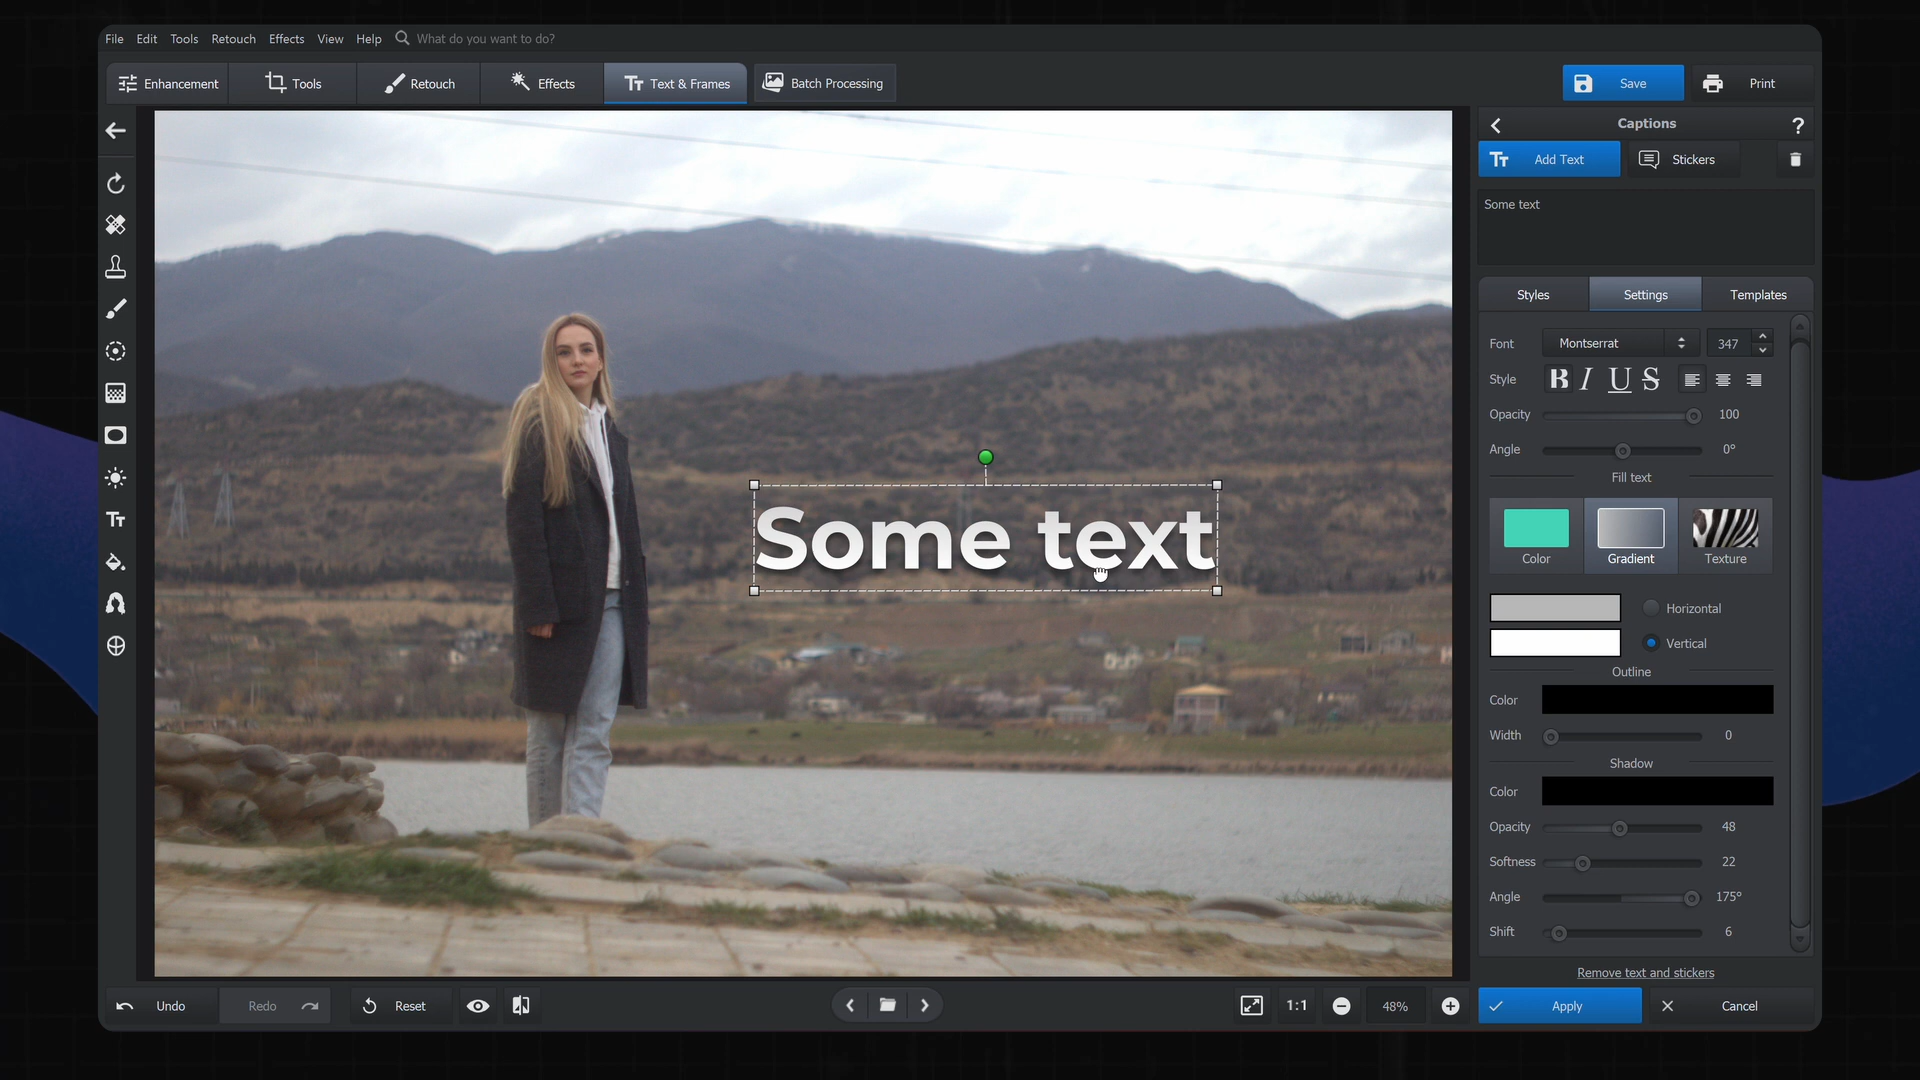 File Edit Tools Retouch Effects View Help What do you want to do?
Enhancement Tools Retouch Effects Text & Frames Batch Processing Save Print
Captions ?
Add Text Stickers
Some text
Styles Settings Templates
Font Montserrat 347
Style B I U S
Opacity 100
Angle 0°
Fill text
Some text
Color Gradient Texture
Horizontal
Vertical
Outline
Color
Width 0
Shadow
Color
Opacity 48
Softness 22
Angle 175°
Shift 6
Remove text and stickers
Undo Redo Reset 1:1 48% Apply Cancel